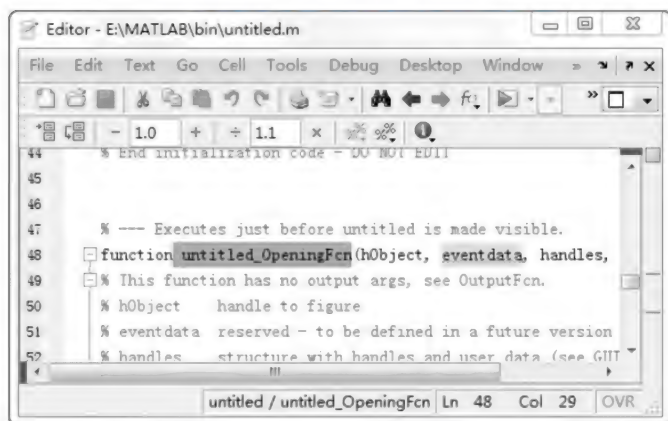 Editor - E:\MATLAB\bin\untitled.m
File Edit Text Go Cell Tools Debug Desktop Window »
»
- 1.0 + ÷ 1.1 ×
44 % End initialization code - DO NOT EDIT
45
46
47 % --- Executes just before untitled is made visible.
48 function untitled_OpeningFcn(hObject, eventdata, handles,
49 % This function has no output args, see OutputFcn.
50 % hObject handle to figure
51 % eventdata reserved - to be defined in a future version
52 % handles structure with handles and user data (see GUI
untitled / untitled_OpeningFcn Ln 48 Col 29 OVR